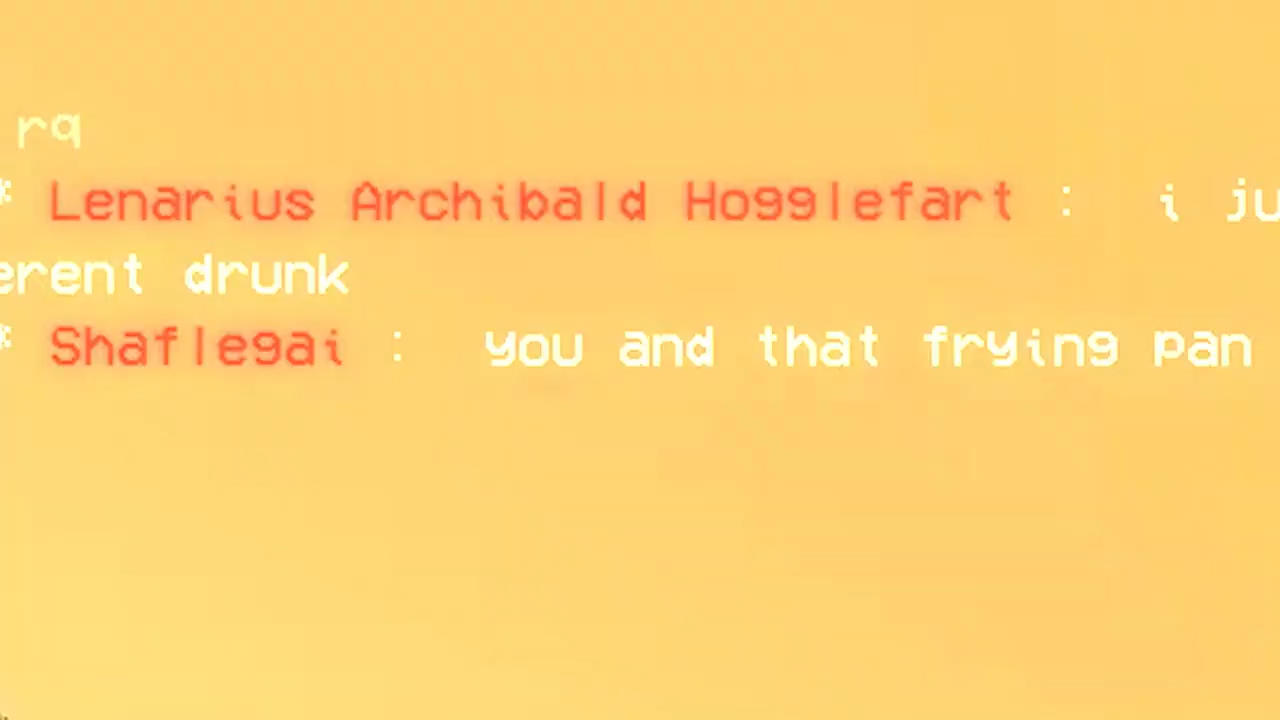 rq
* Lenarius Archibald Hogglefart : i ju
erent drunk
* Shaflegai : you and that frying pan